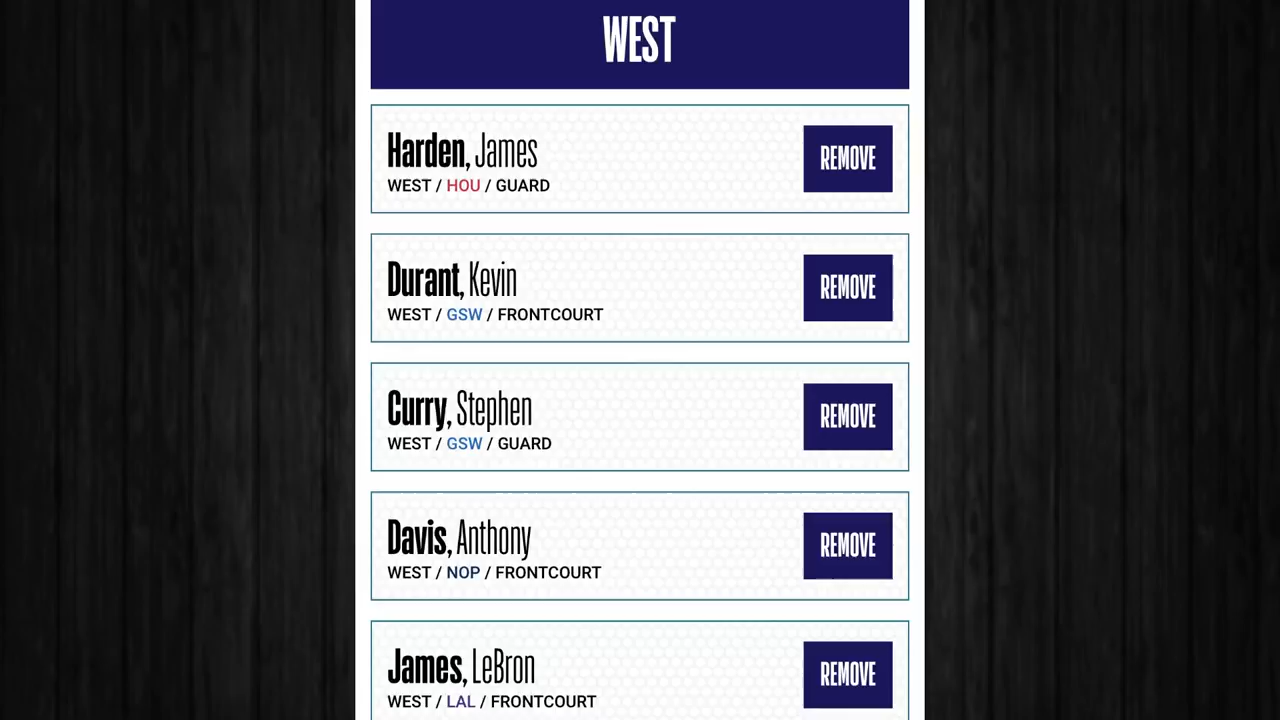 WEST
Harden, James
WEST / HOU / GUARD
REMOVE
Durant, Kevin
WEST / GSW / FRONTCOURT
REMOVE
Curry, Stephen
WEST / GSW / GUARD
REMOVE
Davis, Anthony
WEST / NOP / FRONTCOURT
REMOVE
James, LeBron
WEST / LAL / FRONTCOURT
REMOVE